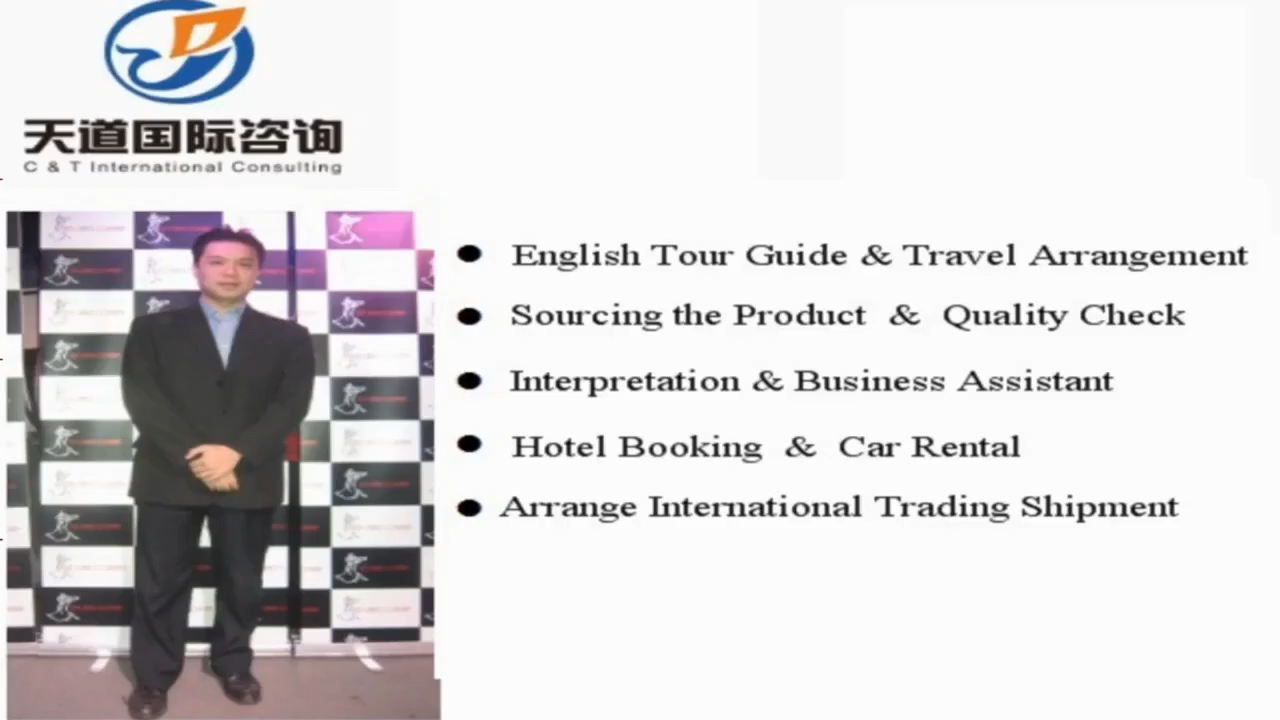 天道国际咨询
C & T International Consulting
● English Tour Guide & Travel Arrangement
● Sourcing the Product & Quality Check
● Interpretation & Business Assistant
● Hotel Booking & Car Rental
● Arrange International Trading Shipment